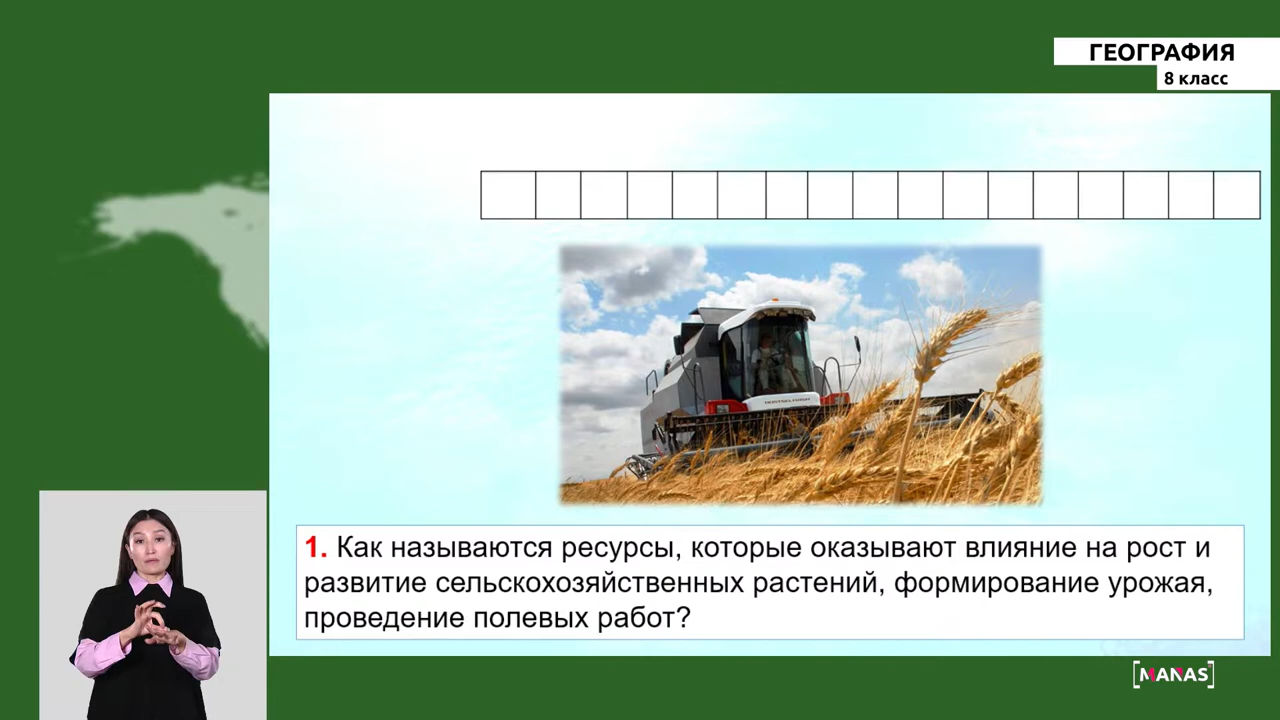 ГЕОГРАФИЯ
8 класс
1. Как называются ресурсы, которые оказывают влияние на рост и
развитие сельскохозяйственных растений, формирование урожая,
проведение полевых работ?
[MANAS]